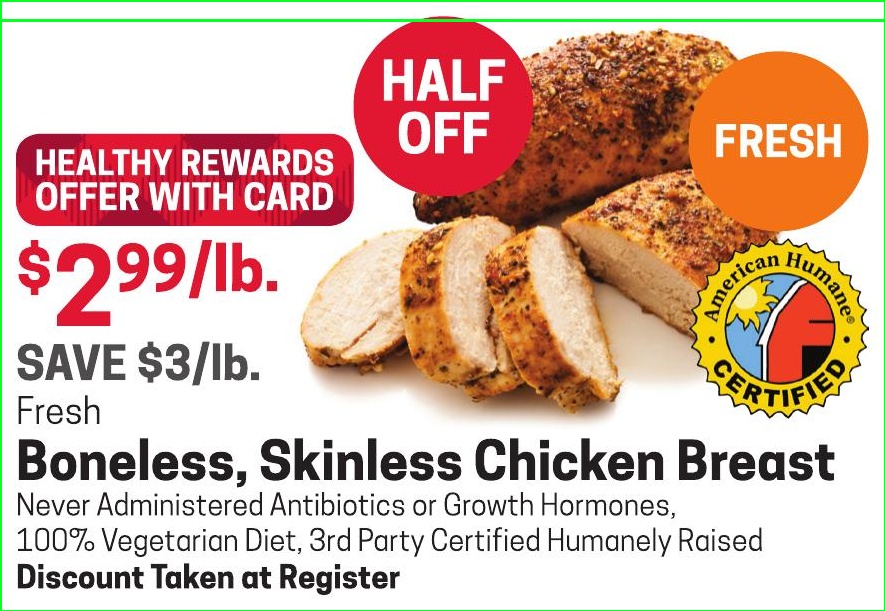 HALF
OFF
FRESH
HEALTHY REWARDS
OFFER WITH CARD
$2 99/lb.
SAVE $3/lb.
American Humane®
CERTIFIED
Fresh
Boneless, Skinless Chicken Breast
Never Administered Antibiotics or Growth Hormones,
100% Vegetarian Diet, 3rd Party Certified Humanely Raised
Discount Taken at Register